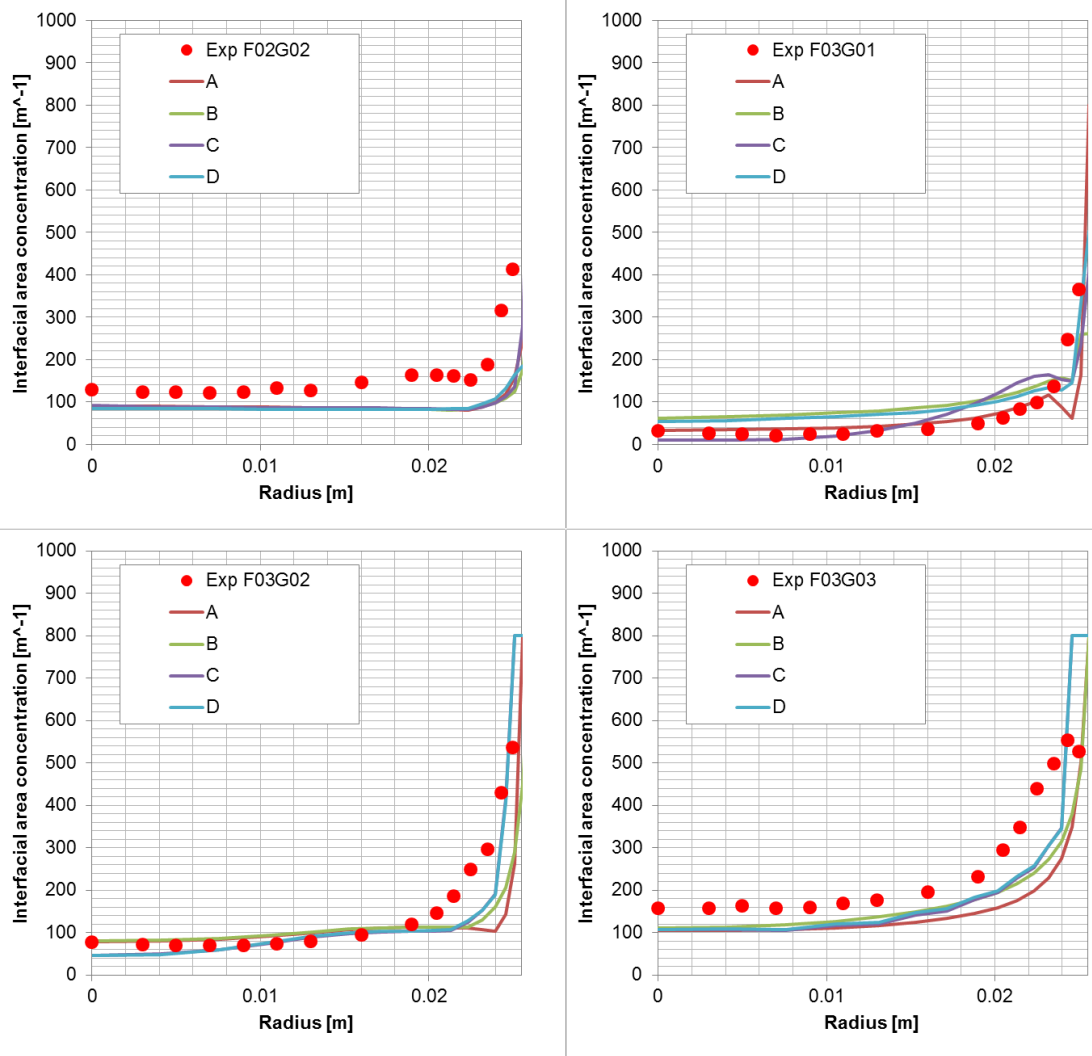 Interfacial area concentration [m^-1]
1000
900
800
700
600
500
400
300
200
100
0
Exp F02G02
A
B
C
D
0 0.01 0.02
Radius [m]
Interfacial area concentration [m^-1]
1000
900
800
700
600
500
400
300
200
100
0
Exp F03G01
A
B
C
D
0 0.01 0.02
Radius [m]
Interfacial area concentration [m^-1]
1000
900
800
700
600
500
400
300
200
100
0
Exp F03G02
A
B
C
D
0 0.01 0.02
Radius [m]
Interfacial area concentration [m^-1]
1000
900
800
700
600
500
400
300
200
100
0
Exp F03G03
A
B
C
D
0 0.01 0.02
Radius [m]